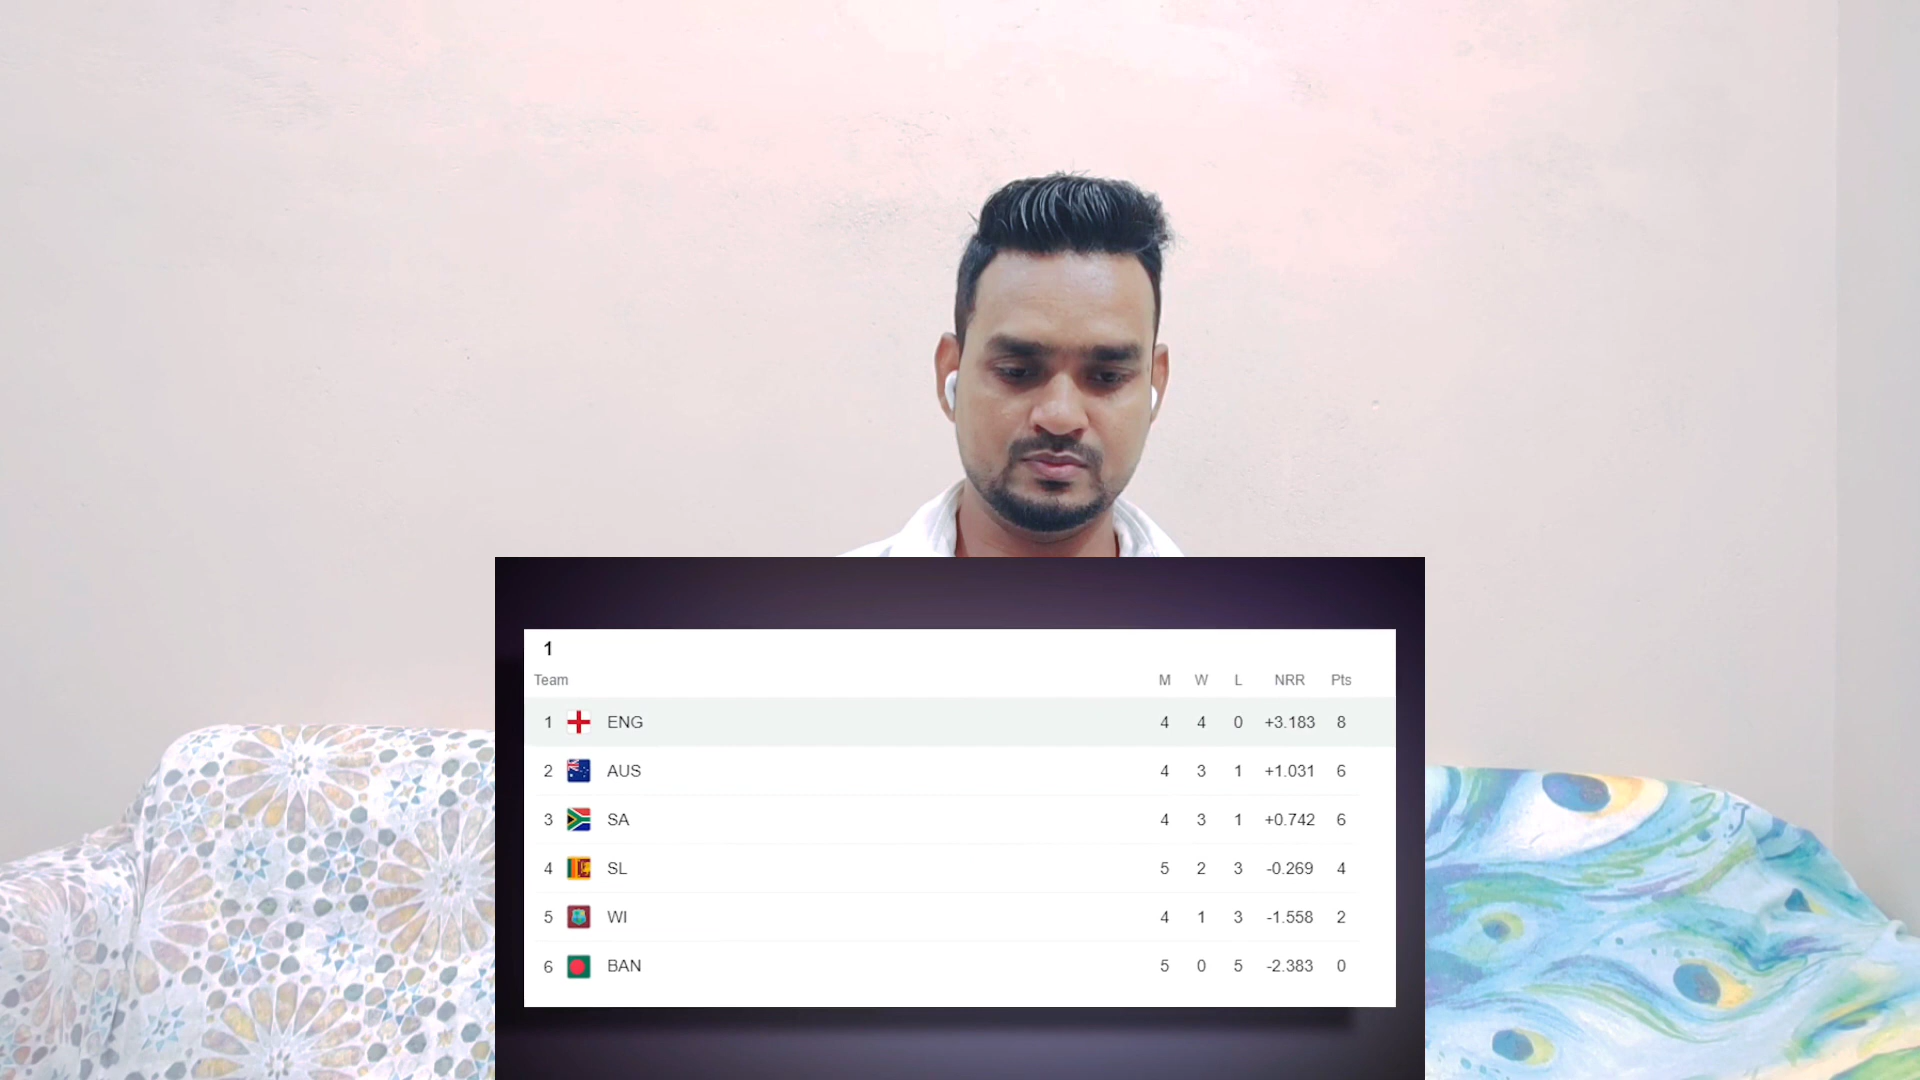 1
Team M W L NRR Pts
1 ENG 4 4 0 +3.183 8
2 AUS 4 3 1 +1.031 6
3 SA 4 3 1 +0.742 6
4 SL 5 2 3 -0.269 4
5 WI 4 1 3 -1.558 2
6 BAN 5 0 5 -2.383 0